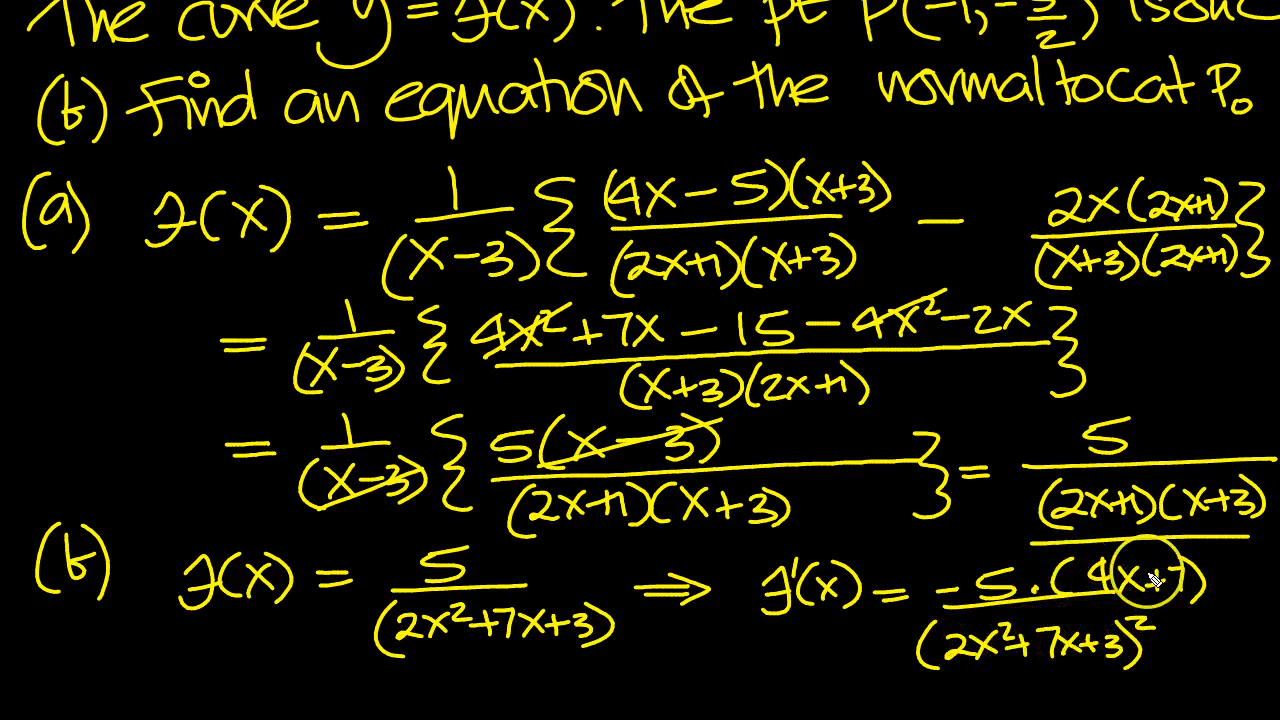 The curve y = f(x). The pt P(-1, -5/2) is on C
(b) Find an equation of the normal to C at P.
(a) f(x) = 1/(x-3) { (4x-5)(x+3)/(2x+1)(x+3) - 2x(2x+1)/(x+3)(2x+1) }
= 1/(x-3) { 4x²+7x-15-4x²-2x/(x+3)(2x+1) }
= 1/(x-3) { 5(x-3)/(2x+1)(x+3) } = 5/(2x+1)(x+3)
(b) f(x) = 5/(2x²+7x+3) ⟹ f'(x) = -5.(4x+7)/(2x²+7x+3)²